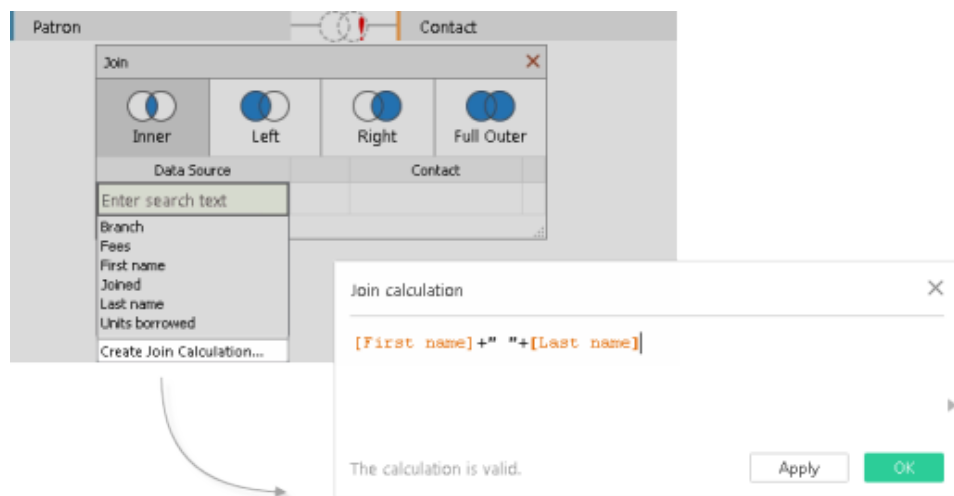 Patron Contact
Join
Inner Left Right Full Outer
Data Source Contact
Enter search text
Branch
Fees
First name
Joined
Last name
Units borrowed
Create Join Calculation...
Join calculation
[First name]+" "+[Last name]
The calculation is valid. Apply OK